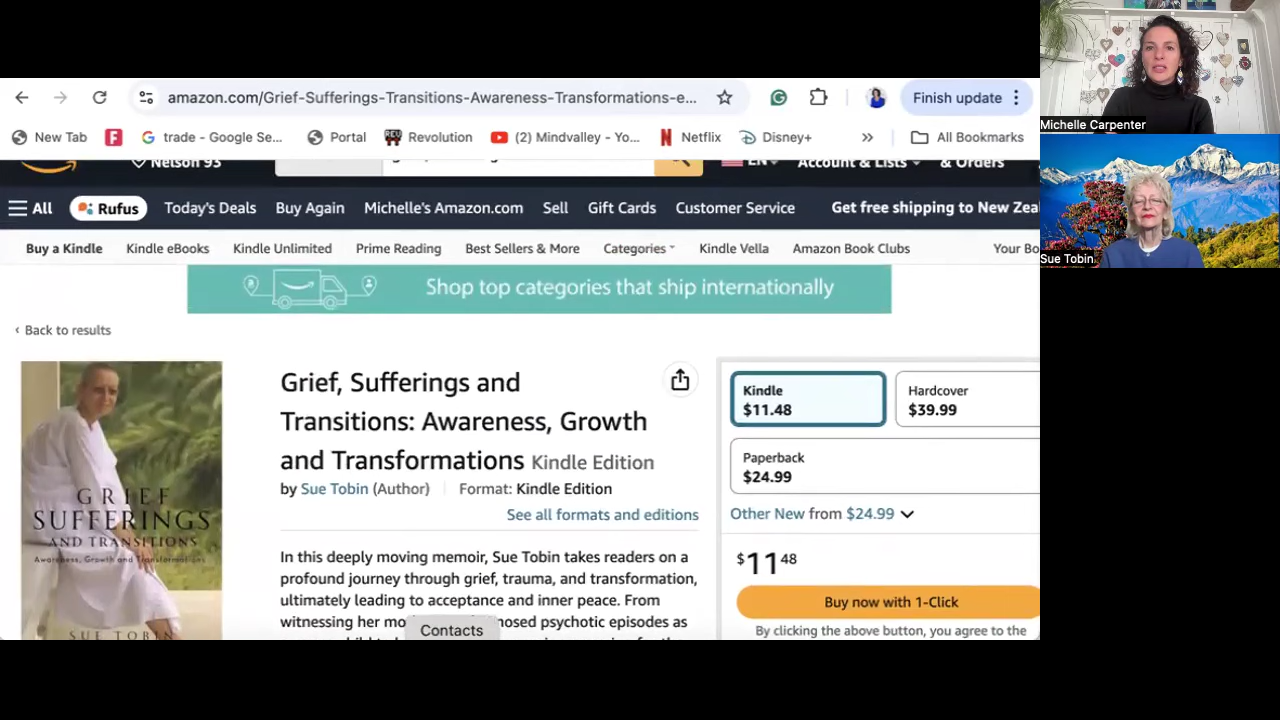 amazon.com/Grief-Sufferings-Transitions-Awareness-Transformations-e...
Finish update
New Tab
trade - Google Se...
Portal
Revolution
(2) Mindvalley - Yo...
Netflix
Disney+
»
All Bookmarks
Nelson 93
EN
Account & Lists
& Orders
All
Rufus
Today's Deals
Buy Again
Michelle's Amazon.com
Sell
Gift Cards
Customer Service
Get free shipping to New Zeal
Buy a Kindle
Kindle eBooks
Kindle Unlimited
Prime Reading
Best Sellers & More
Categories
Kindle Vella
Amazon Book Clubs
Your Bo
Shop top categories that ship internationally
‹ Back to results
GRIEF
SUFFERINGS
AND TRANSITIONS
Awareness, Growth and Transformations
SUE TOBIN
Grief, Sufferings and
Transitions: Awareness, Growth
and Transformations Kindle Edition
by Sue Tobin (Author)
Format: Kindle Edition
See all formats and editions
In this deeply moving memoir, Sue Tobin takes readers on a
profound journey through grief, trauma, and transformation,
ultimately leading to acceptance and inner peace. From
witnessing her nosed psychotic episodes as
Contacts
Kindle
$11.48
Hardcover
$39.99
Paperback
$24.99
Other New from $24.99
$11 48
Buy now with 1-Click
By clicking the above button, you agree to the
Michelle Carpenter
Sue Tobin